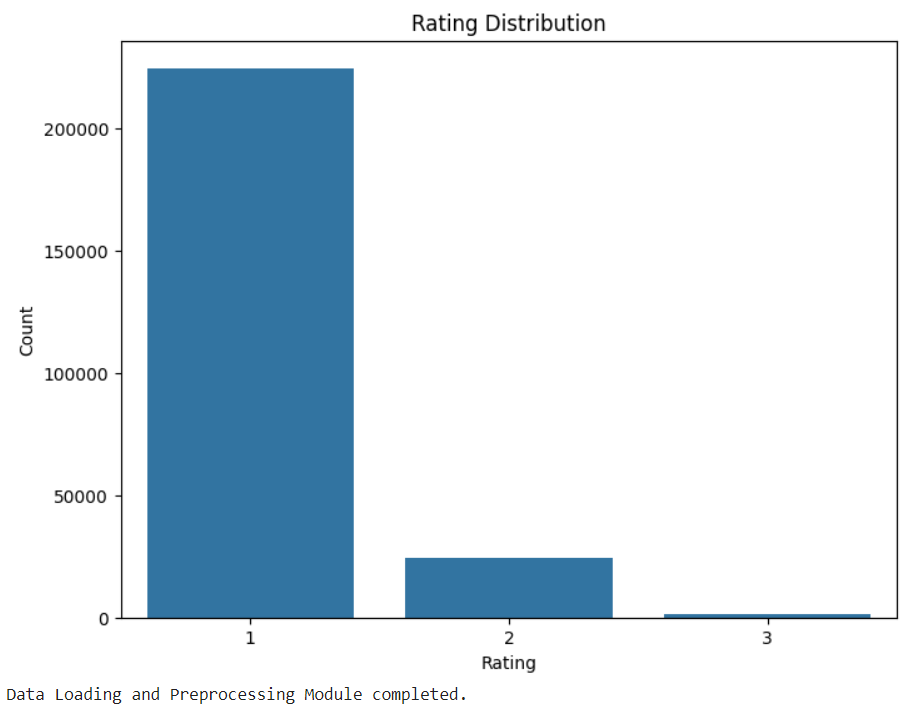 Rating Distribution
200000
150000
100000
50000
0
Count
1 2 3
Rating
Data Loading and Preprocessing Module completed.